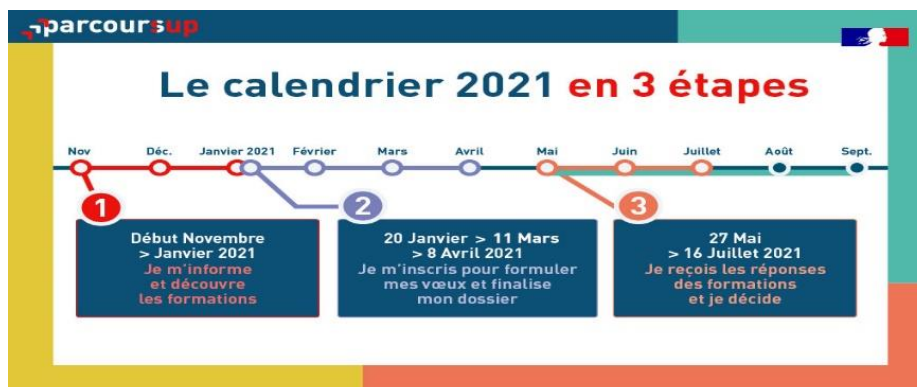 parcoursup
Le calendrier 2021 en 3 étapes
Nov Déc. Janvier 2021 Février Mars Avril Mai Juin Juillet Août Sept.
1
Début Novembre
> Janvier 2021
Je m'informe
et découvre
les formations
2
20 Janvier > 11 Mars
> 8 Avril 2021
Je m'inscris pour formuler
mes vœux et finalise
mon dossier
3
27 Mai
> 16 Juillet 2021
Je reçois les réponses
des formations
et je décide